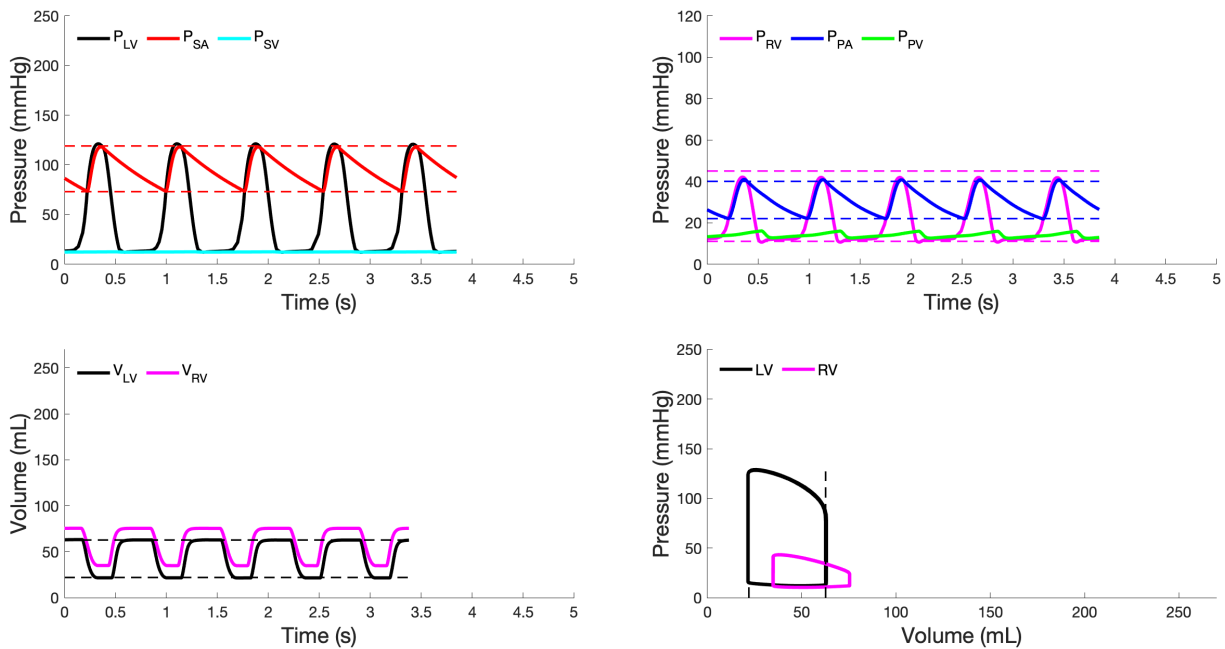 250
200
150
100
50
0
Pressure (mmHg)
P_LV P_SA P_SV
0 0.5 1 1.5 2 2.5 3 3.5 4 4.5 5
Time (s)
120
100
80
60
40
20
0
Pressure (mmHg)
P_RV P_PA P_PV
0 0.5 1 1.5 2 2.5 3 3.5 4 4.5 5
Time (s)
250
200
150
100
50
0
Volume (mL)
V_LV V_RV
0 0.5 1 1.5 2 2.5 3 3.5 4 4.5 5
Time (s)
250
200
150
100
50
0
Pressure (mmHg)
LV RV
0 50 100 150 200 250
Volume (mL)